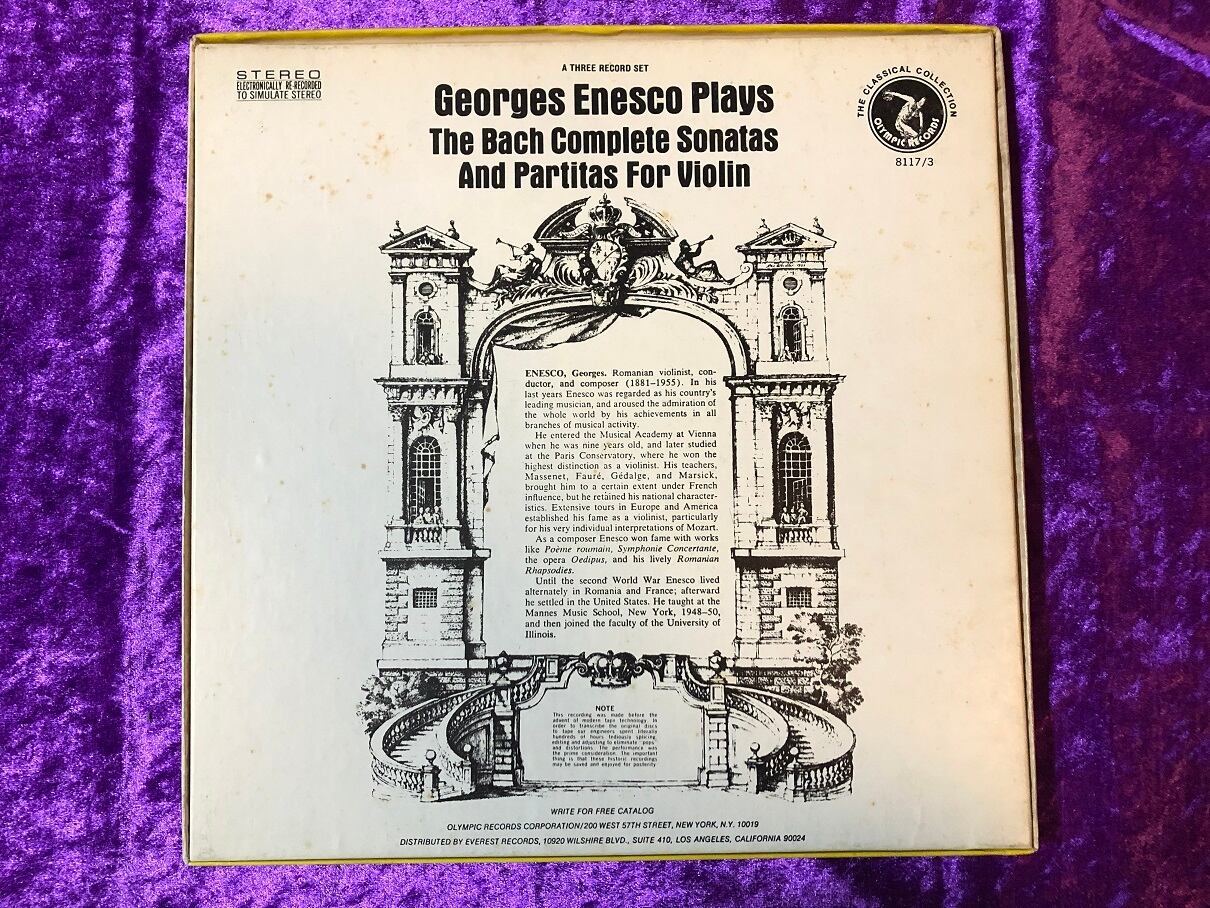 STEREO
ELECTRONICALLY RE-RECORDED
TO SIMULATE STEREO
A THREE RECORD SET
Georges Enesco Plays
The Bach Complete Sonatas
And Partitas For Violin
THE CLASSICAL COLLECTION
OLYMPIC RECORDS
8117/3
ENESCO, Georges. Romanian violinist, con-
ductor, and composer (1881–1955). In his
last years Enesco was regarded as his country's
leading musician, and aroused the admiration of
the whole world by his achievements in all
branches of musical activity.
He entered the Musical Academy at Vienna
when he was nine years old, and later studied
at the Paris Conservatory, where he won the
highest distinction as a violinist. His teachers,
Massenet, Fauré, Gédalge, and Marsick,
brought him to a certain extent under French
influence, but he retained his national character-
istics. Extensive tours in Europe and America
established his fame as a violinist, particularly
for his very individual interpretations of Mozart.
As a composer Enesco won fame with works
like Poème roumain, Symphonie Concertante,
the opera Oedipus, and his lively Romanian
Rhapsodies.
Until the second World War Enesco lived
alternately in Romania and France; afterward
he settled in the United States. He taught at the
Mannes Music School, New York, 1948–50,
and then joined the faculty of the University of
Illinois.
NOTE
This recording was made before the
advent of modern tape technology. In
order to transcribe the original discs
to tape our engineers spent literally
hundreds of hours tediously splicing,
editing and adjusting to eliminate "pops"
and distortions. The performance was
the prime consideration. The important
thing is that these historic recordings
may be saved and enjoyed for posterity.
WRITE FOR FREE CATALOG
OLYMPIC RECORDS CORPORATION/200 WEST 57TH STREET, NEW YORK, N.Y. 10019
DISTRIBUTED BY EVEREST RECORDS, 10920 WILSHIRE BLVD., SUITE 410, LOS ANGELES, CALIFORNIA 90024